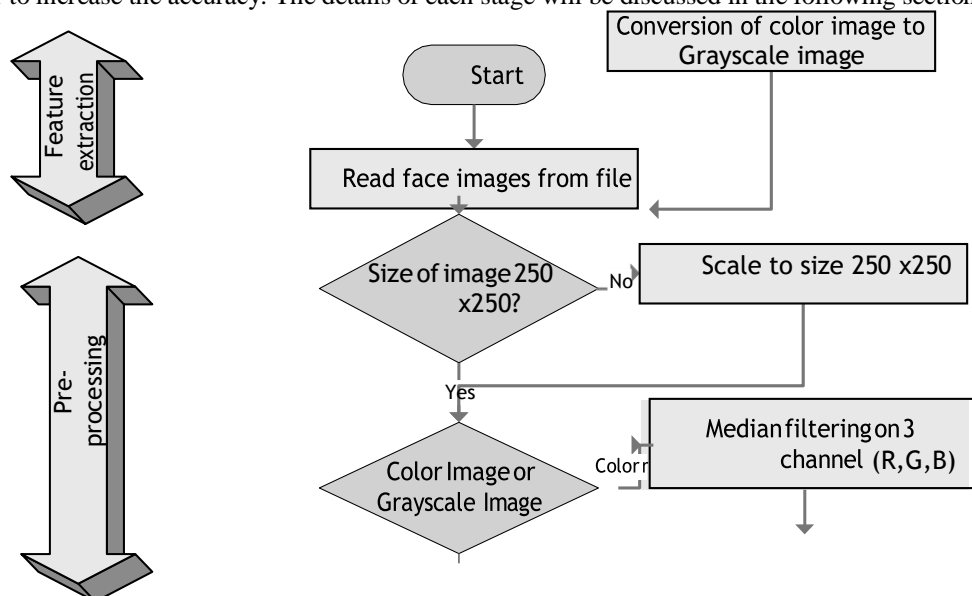 to increase the accuracy. The details of each stage will be discussed in the following section
Conversion of color image to
Grayscale image
Start
Feature
extraction
Read face images from file
Size of image 250
x250?
No
Scale to size 250 x250
Yes
Pre-
processing
Median filtering on 3
channel (R,G,B)
Color Image or
Grayscale Image
Color r